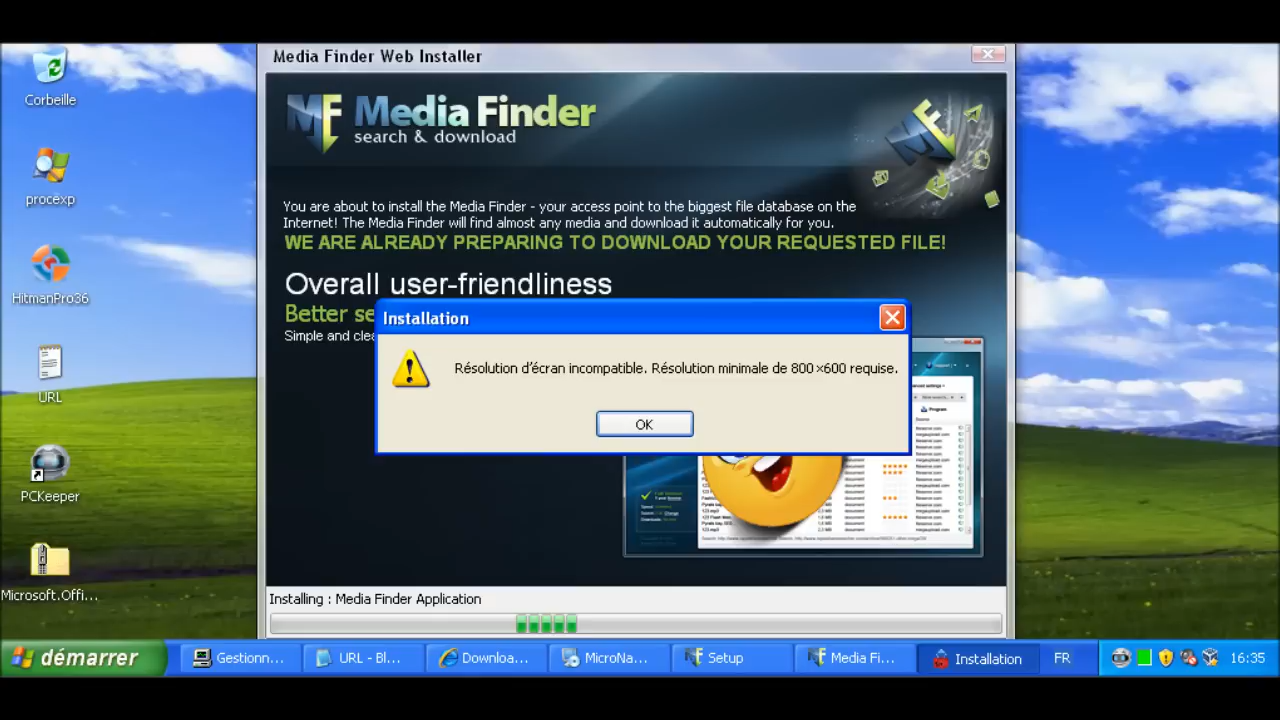 Media Finder Web Installer
Corbeille
procexp
HitmanPro36
URL
PCKeeper
Microsoft.Offi...
MF Media Finder
search & download
You are about to install the Media Finder - your access point to the biggest file database on the
Internet! The Media Finder will find almost any media and download it automatically for you.
WE ARE ALREADY PREPARING TO DOWNLOAD YOUR REQUESTED FILE!
Overall user-friendliness
Better se
Simple and clea
Installation
Résolution d'écran incompatible. Résolution minimale de 800×600 requise.
OK
Program
Installing : Media Finder Application
démarrer
Gestionn...
URL - Bl...
Downloa...
MicroNa...
Setup
Media Fi...
Installation
FR
16:35